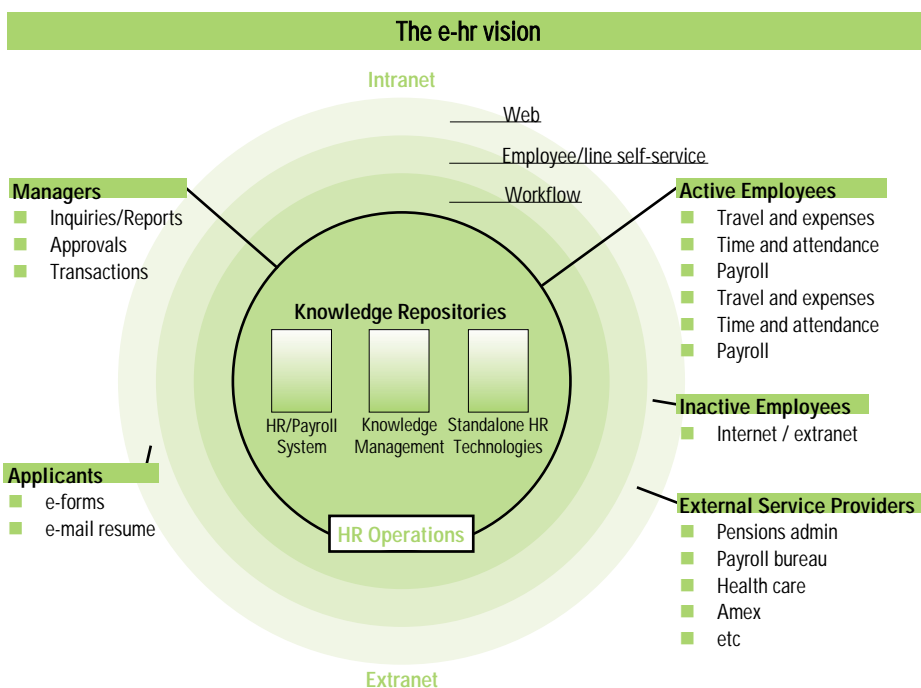 The e-hr vision
Intranet
Web
Employee/line self-service
Workflow
Managers
Inquiries/Reports
Approvals
Transactions
Active Employees
Travel and expenses
Time and attendance
Payroll
Travel and expenses
Time and attendance
Payroll
Knowledge Repositories
HR/Payroll
System
Knowledge
Management
Standalone HR
Technologies
Inactive Employees
Internet / extranet
Applicants
e-forms
e-mail resume
HR Operations
External Service Providers
Pensions admin
Payroll bureau
Health care
Amex
etc
Extranet